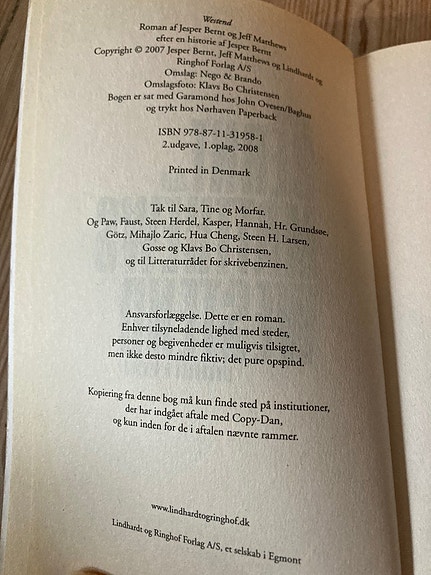 Westend
Roman af Jesper Bernt og Jeff Matthews
efter en historie af Jesper Bernt
Copyright © 2007 Jesper Bernt, Jeff Matthews og Lindhardt og
Ringhof Forlag A/S
Omslag: Nego & Brando
Omslagsfoto: Klavs Bo Christensen
Bogen er sat med Garamond hos John Ovesen/Baghus
og trykt hos Nørhaven Paperback
ISBN 978-87-11-31958-1
2.udgave, 1.oplag, 2008
Printed in Denmark
Tak til Sara, Tine og Morfar.
Og Paw, Faust, Steen Herdel, Kasper, Hannah, Hr. Grundsøe,
Götz, Mihajlo Zaric, Hua Cheng, Steen H. Larsen,
Gosse og Klavs Bo Christensen,
og til Litteraturrådet for skrivebenzinen.
Ansvarsforlæggelse. Dette er en roman.
Enhver tilsyneladende lighed med steder,
personer og begivenheder er muligvis tilsigtet,
men ikke desto mindre fiktiv; det pure opspind.
Kopiering fra denne bog må kun finde sted på institutioner,
der har indgået aftale med Copy-Dan,
og kun inden for de i aftalen nævnte rammer.
www.lindhardtogringhof.dk
Lindhardt og Ringhof Forlag A/S, et selskab i Egmont